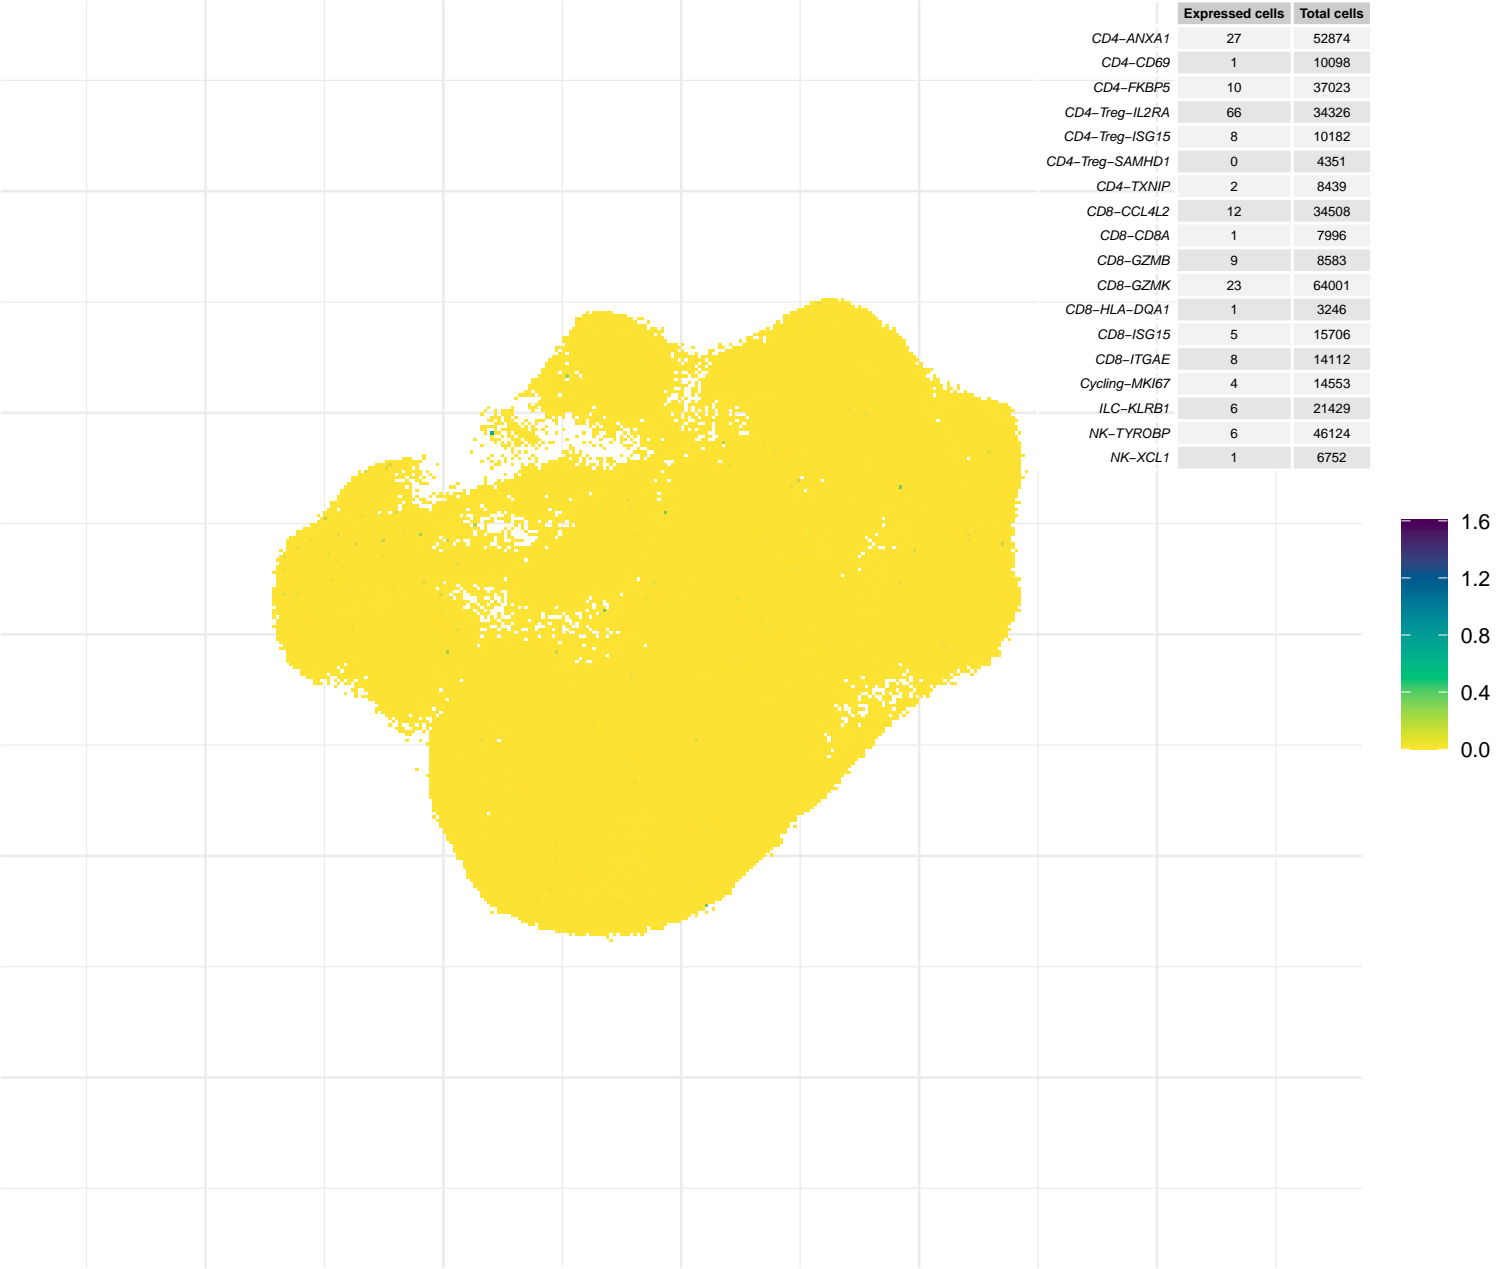 Expressed cells Total cells
CD4−ANXA1 27 52874
CD4−CD69 1 10098
CD4−FKBP5 10 37023
CD4−Treg−IL2RA 66 34326
CD4−Treg−ISG15 8 10182
CD4−Treg−SAMHD1 0 4351
CD4−TXNIP 2 8439
CD8−CCL4L2 12 34508
CD8−CD8A 1 7996
CD8−GZMB 9 8583
CD8−GZMK 23 64001
CD8−HLA−DQA1 1 3246
CD8−ISG15 5 15706
CD8−ITGAE 8 14112
Cycling−MKI67 4 14553
ILC−KLRB1 6 21429
NK−TYROBP 6 46124
NK−XCL1 1 6752
1.6
1.2
0.8
0.4
0.0